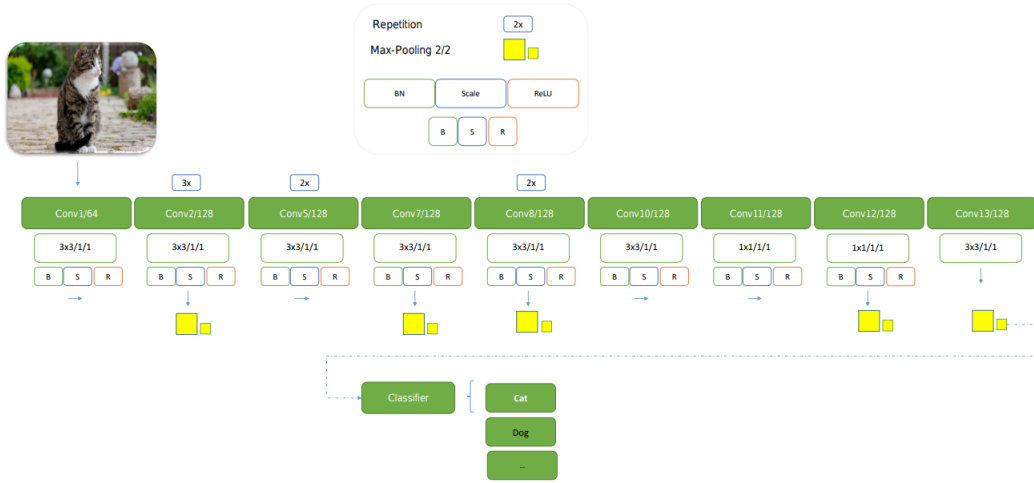 Repetition 2x
Max-Pooling 2/2
BN Scale ReLU
B S R
3x 2x 2x
Conv1/64 Conv2/128 Conv5/128 Conv7/128 Conv8/128 Conv10/128 Conv11/128 Conv12/128 Conv13/128
3x3/1/1 3x3/1/1 3x3/1/1 3x3/1/1 3x3/1/1 3x3/1/1 1x1/1/1 1x1/1/1 3x3/1/1
B S R B S R B S R B S R B S R B S R B S R B S R
Classifier Cat
Dog
..